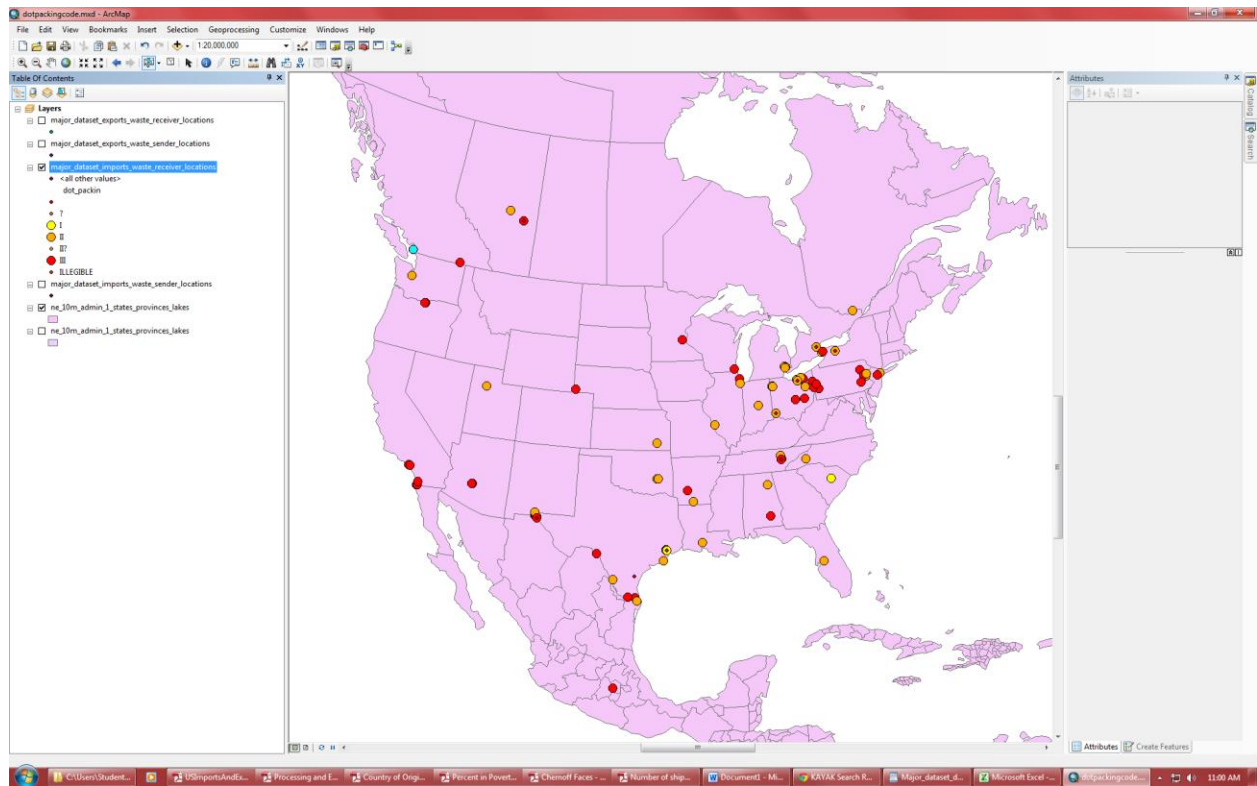 dotpackingcode.mxd - ArcMap
File Edit View Bookmarks Insert Selection Geoprocessing Customize Windows Help
1:20,000,000
Table Of Contents
Layers
major_dataset_exports_waste_receiver_locations
major_dataset_exports_waste_sender_locations
major_dataset_imports_waste_receiver_locations
<all other values>
dot_packin
?
I
II
II?
III
ILLEGIBLE
major_dataset_imports_waste_sender_locations
ne_10m_admin_1_states_provinces_lakes
ne_10m_admin_1_states_provinces_lakes
Attributes
Catalog
Search
Attributes Create Features
C:\Users\Student... USImportsAndEx... Processing and E... Country of Origi... Percent in Povert... Chernoff Faces - ... Number of ship... Document1 - Mi... KAYAK Search R... Major_dataset_d... Microsoft Excel -... dotpackingcode.... 11:00 AM